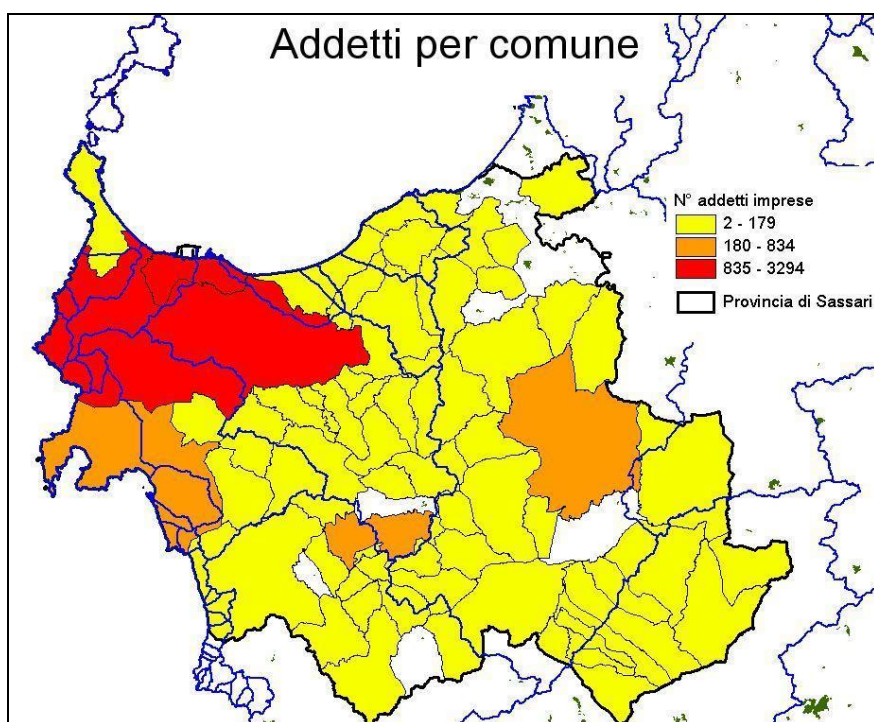 Addetti per comune
N° addetti imprese
2 - 179
180 - 834
835 - 3294
Provincia di Sassari